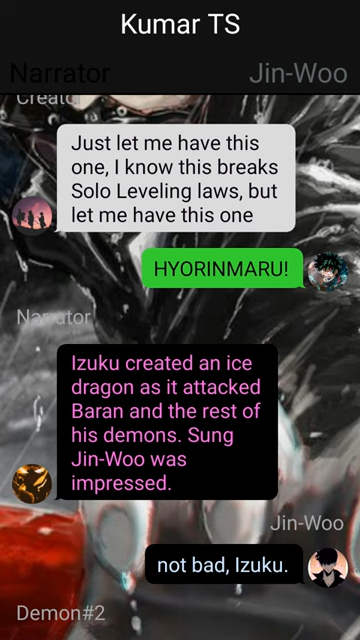 Kumar TS
Narrator
Jin-Woo
Creator
Just let me have this
one, I know this breaks
Solo Leveling laws, but
let me have this one
HYORINMARU!
Narrator
Izuku created an ice
dragon as it attacked
Baran and the rest of
his demons. Sung
Jin-Woo was
impressed.
Jin-Woo
not bad, Izuku.
Demon#2